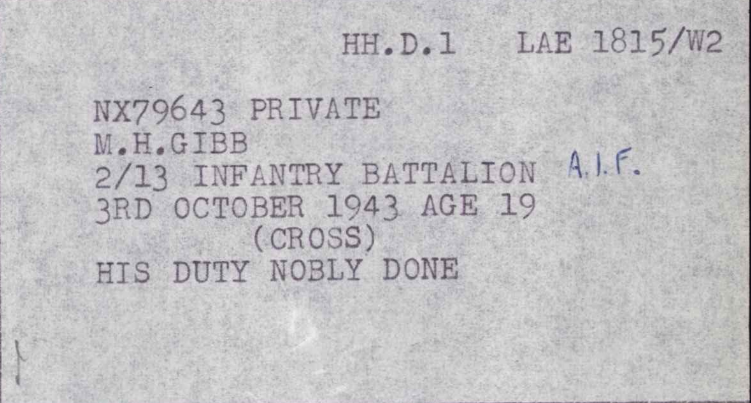 HH.D.1 LAE 1815/W2
NX79643 PRIVATE
M.H.GIBB
2/13 INFANTRY BATTALION A.I.F.
3RD OCTOBER 1943 AGE 19
(CROSS)
HIS DUTY NOBLY DONE